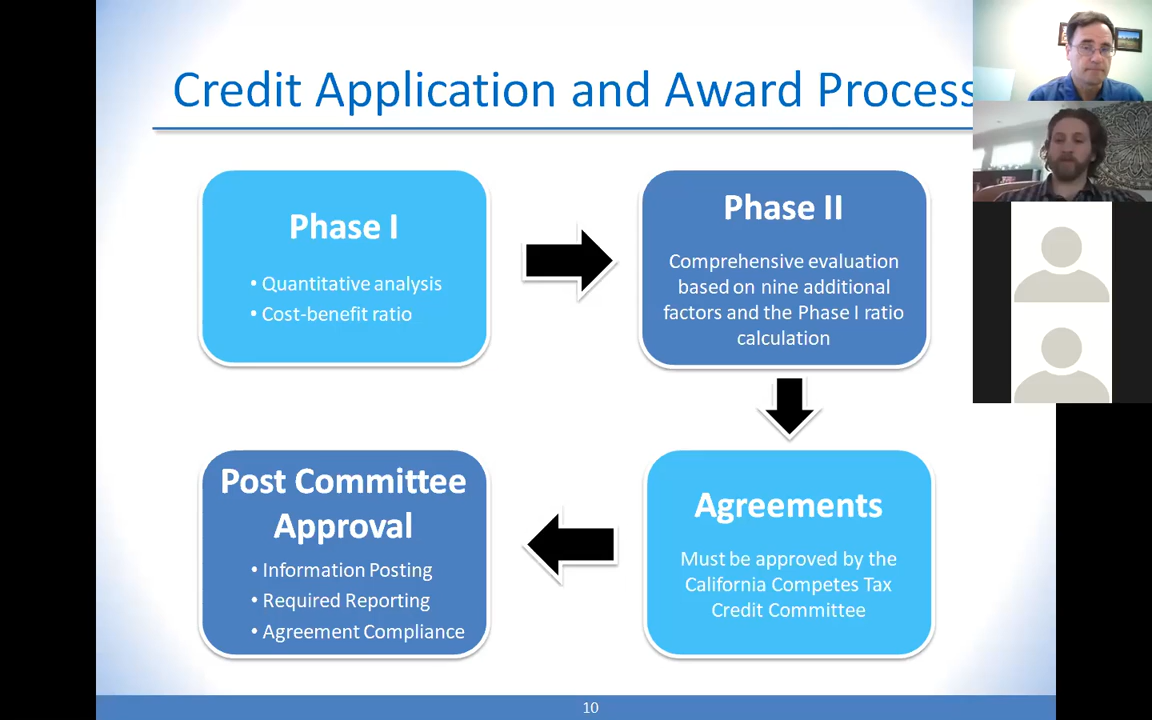 Credit Application and Award Process
Phase I
• Quantitative analysis
• Cost-benefit ratio
Phase II
Comprehensive evaluation
based on nine additional
factors and the Phase I ratio
calculation
Agreements
Must be approved by the
California Competes Tax
Credit Committee
Post Committee
Approval
• Information Posting
• Required Reporting
• Agreement Compliance
10